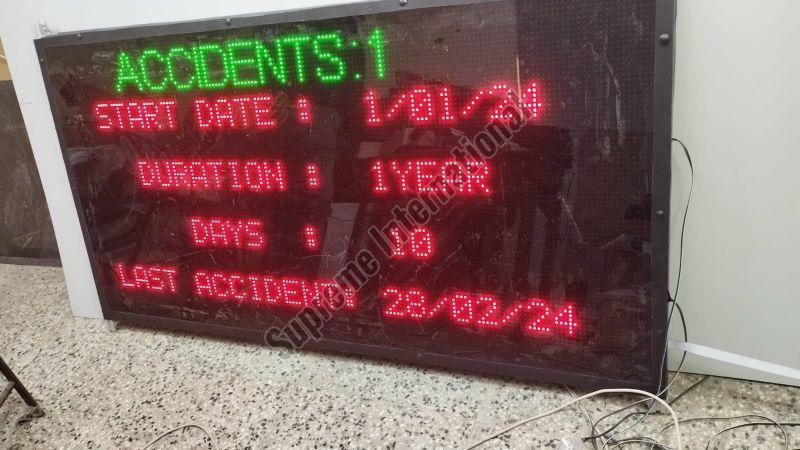 ACCIDENTS:1
START DATE : 1/01/24
DURATION : 1YEAR
DAYS : 10
LAST ACCIDENT: 28/02/24
Supreme International